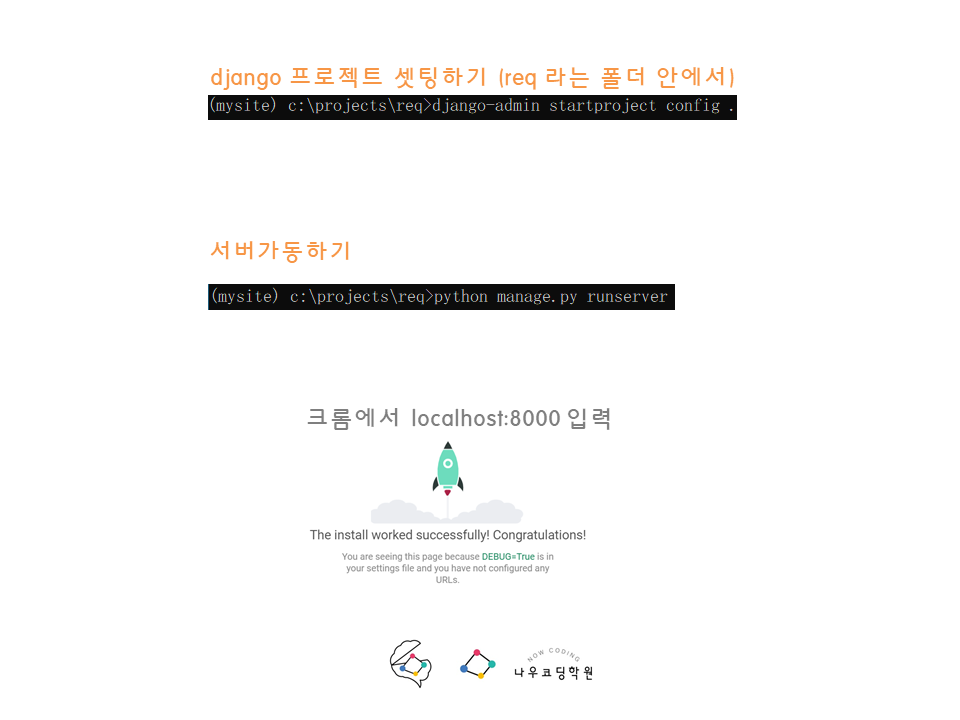 django 프로젝트 셋팅하기 (req 라는 폴더 안에서)
(mysite) c:\projects\req>django-admin startproject config .
서버가동하기
(mysite) c:\projects\req>python manage.py runserver
크롬에서 localhost:8000 입력
The install worked successfully! Congratulations!
You are seeing this page because DEBUG=True is in
your settings file and you have not configured any
URLs.
NOW CODING
나우코딩학원